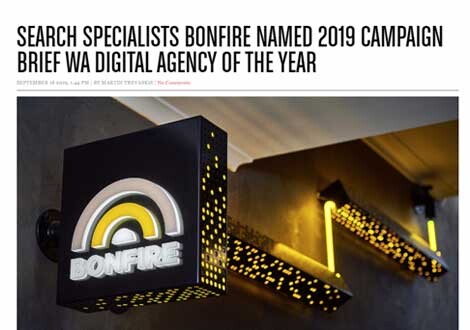 SEARCH SPECIALISTS BONFIRE NAMED 2019 CAMPAIGN
BRIEF WA DIGITAL AGENCY OF THE YEAR
SEPTEMBER 18 2019, 1:44 PM | BY MARTIN TREVASKIS | No Comments
BONFIRE